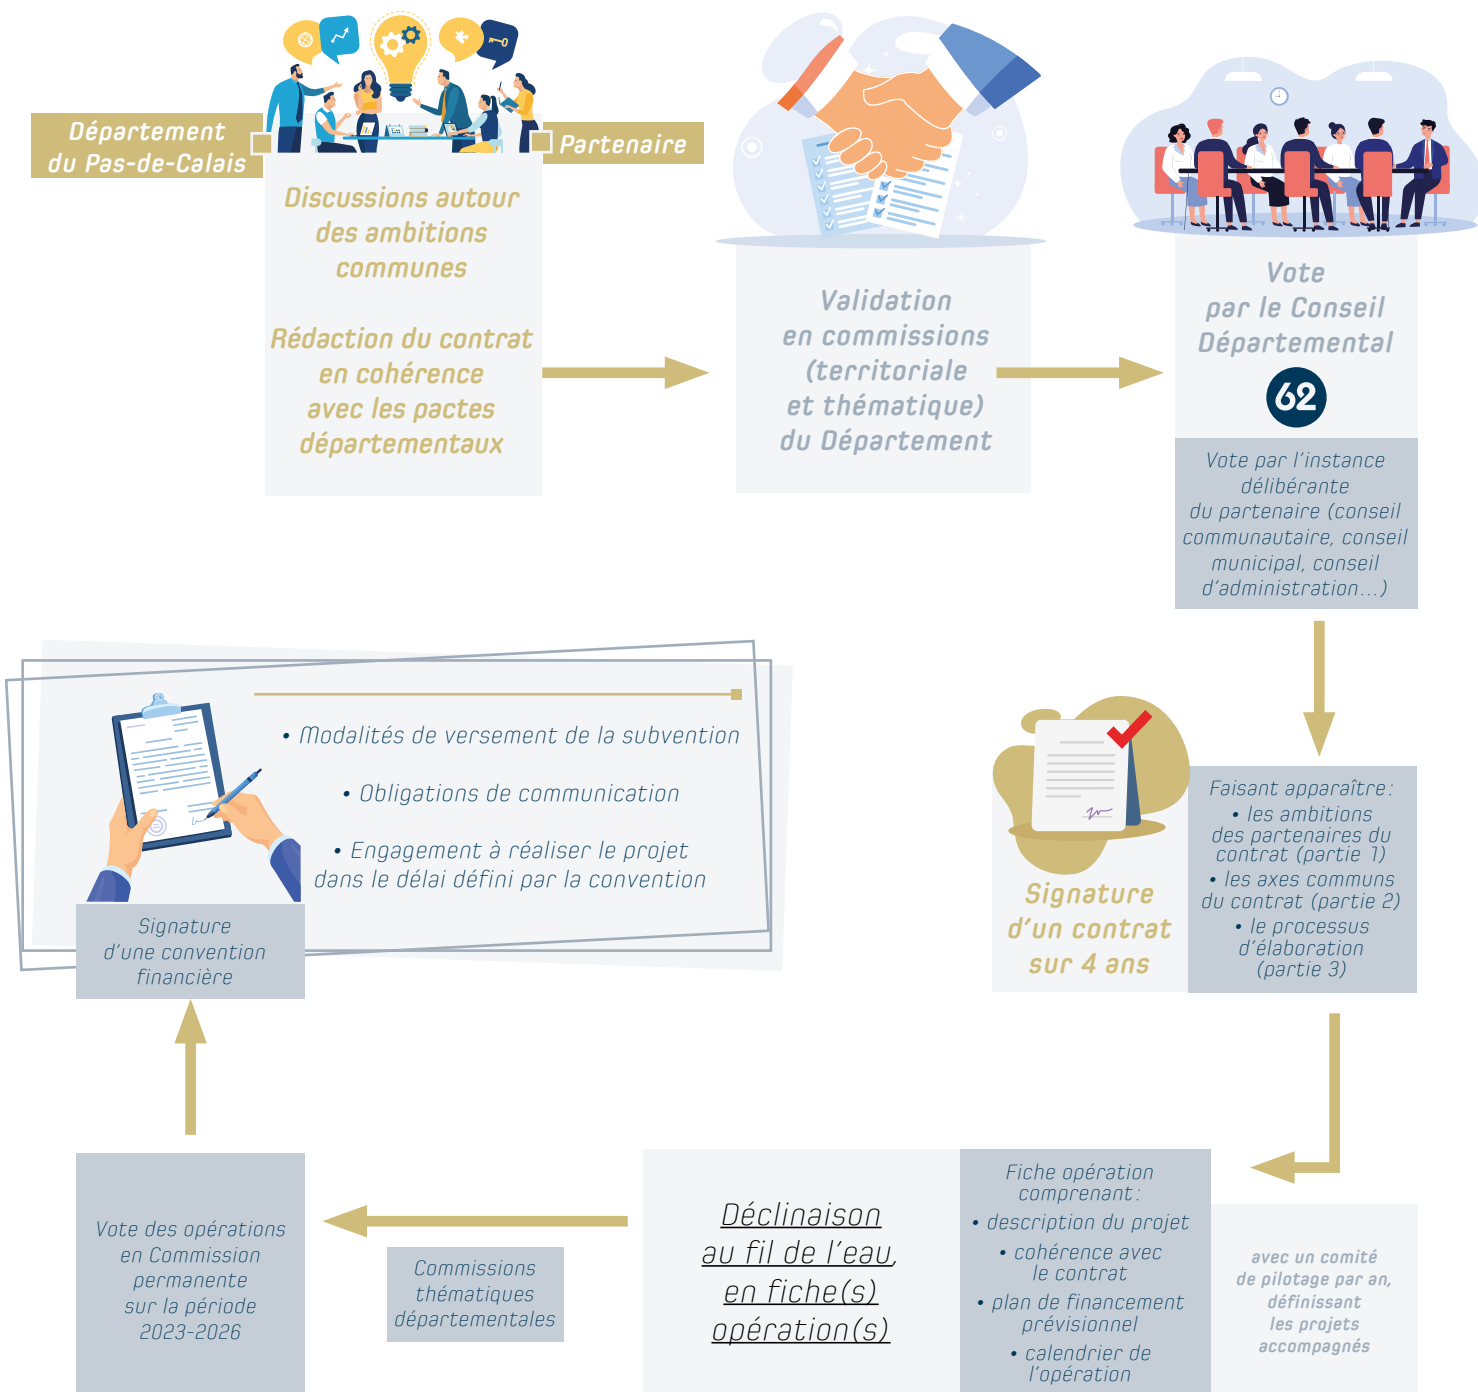 Département
du Pas-de-Calais
Partenaire
Discussions autour
des ambitions
communes
Rédaction du contrat
en cohérence
avec les pactes
départementaux
Validation
en commissions
(territoriale
et thématique)
du Département
Vote
par le Conseil
Départemental
62
Vote par l'instance
délibérante
du partenaire (conseil
communautaire, conseil
municipal, conseil
d'administration...)
Signature
d'un contrat
sur 4 ans
Faisant apparaître :
• les ambitions
des partenaires du
contrat (partie 1)
• les axes communs
du contrat (partie 2)
• le processus
d'élaboration
(partie 3)
avec un comité
de pilotage par an,
définissant
les projets
accompagnés
Fiche opération
comprenant :
• description du projet
• cohérence avec
le contrat
• plan de financement
prévisionnel
• calendrier de
l'opération
Déclinaison
au fil de l'eau,
en fiche(s)
opération(s)
Commissions
thématiques
départementales
Vote des opérations
en Commission
permanente
sur la période
2023-2026
Signature
d'une convention
financière
• Modalités de versement de la subvention
• Obligations de communication
• Engagement à réaliser le projet
dans le délai défini par la convention